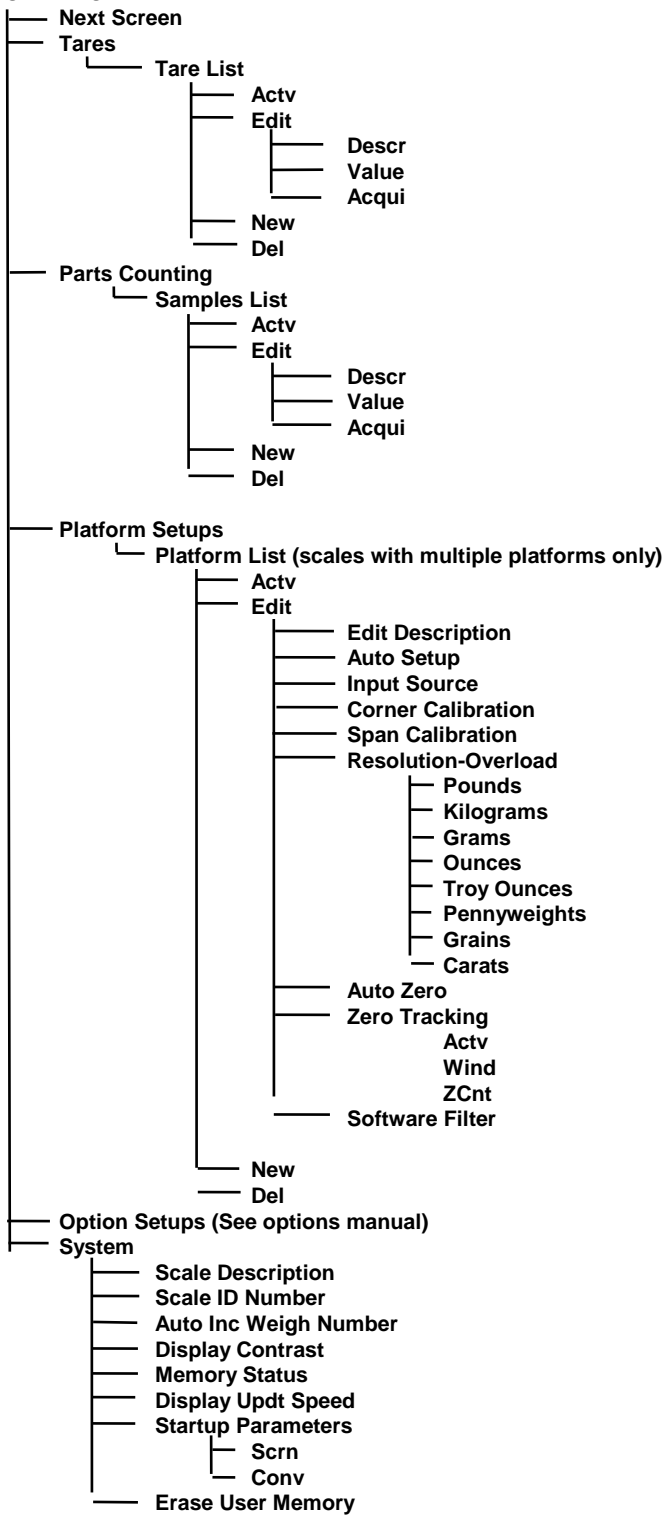 Next Screen
Tares
Tare List
Actv
Edit
Descr
Value
Acqui
New
Del
Parts Counting
Samples List
Actv
Edit
Descr
Value
Acqui
New
Del
Platform Setups
Platform List (scales with multiple platforms only)
Actv
Edit
Edit Description
Auto Setup
Input Source
Corner Calibration
Span Calibration
Resolution-Overload
Pounds
Kilograms
Grams
Ounces
Troy Ounces
Pennyweights
Grains
Carats
Auto Zero
Zero Tracking
Actv
Wind
ZCnt
Software Filter
New
Del
Option Setups (See options manual)
System
Scale Description
Scale ID Number
Auto Inc Weigh Number
Display Contrast
Memory Status
Display Updt Speed
Startup Parameters
Scrn
Conv
Erase User Memory